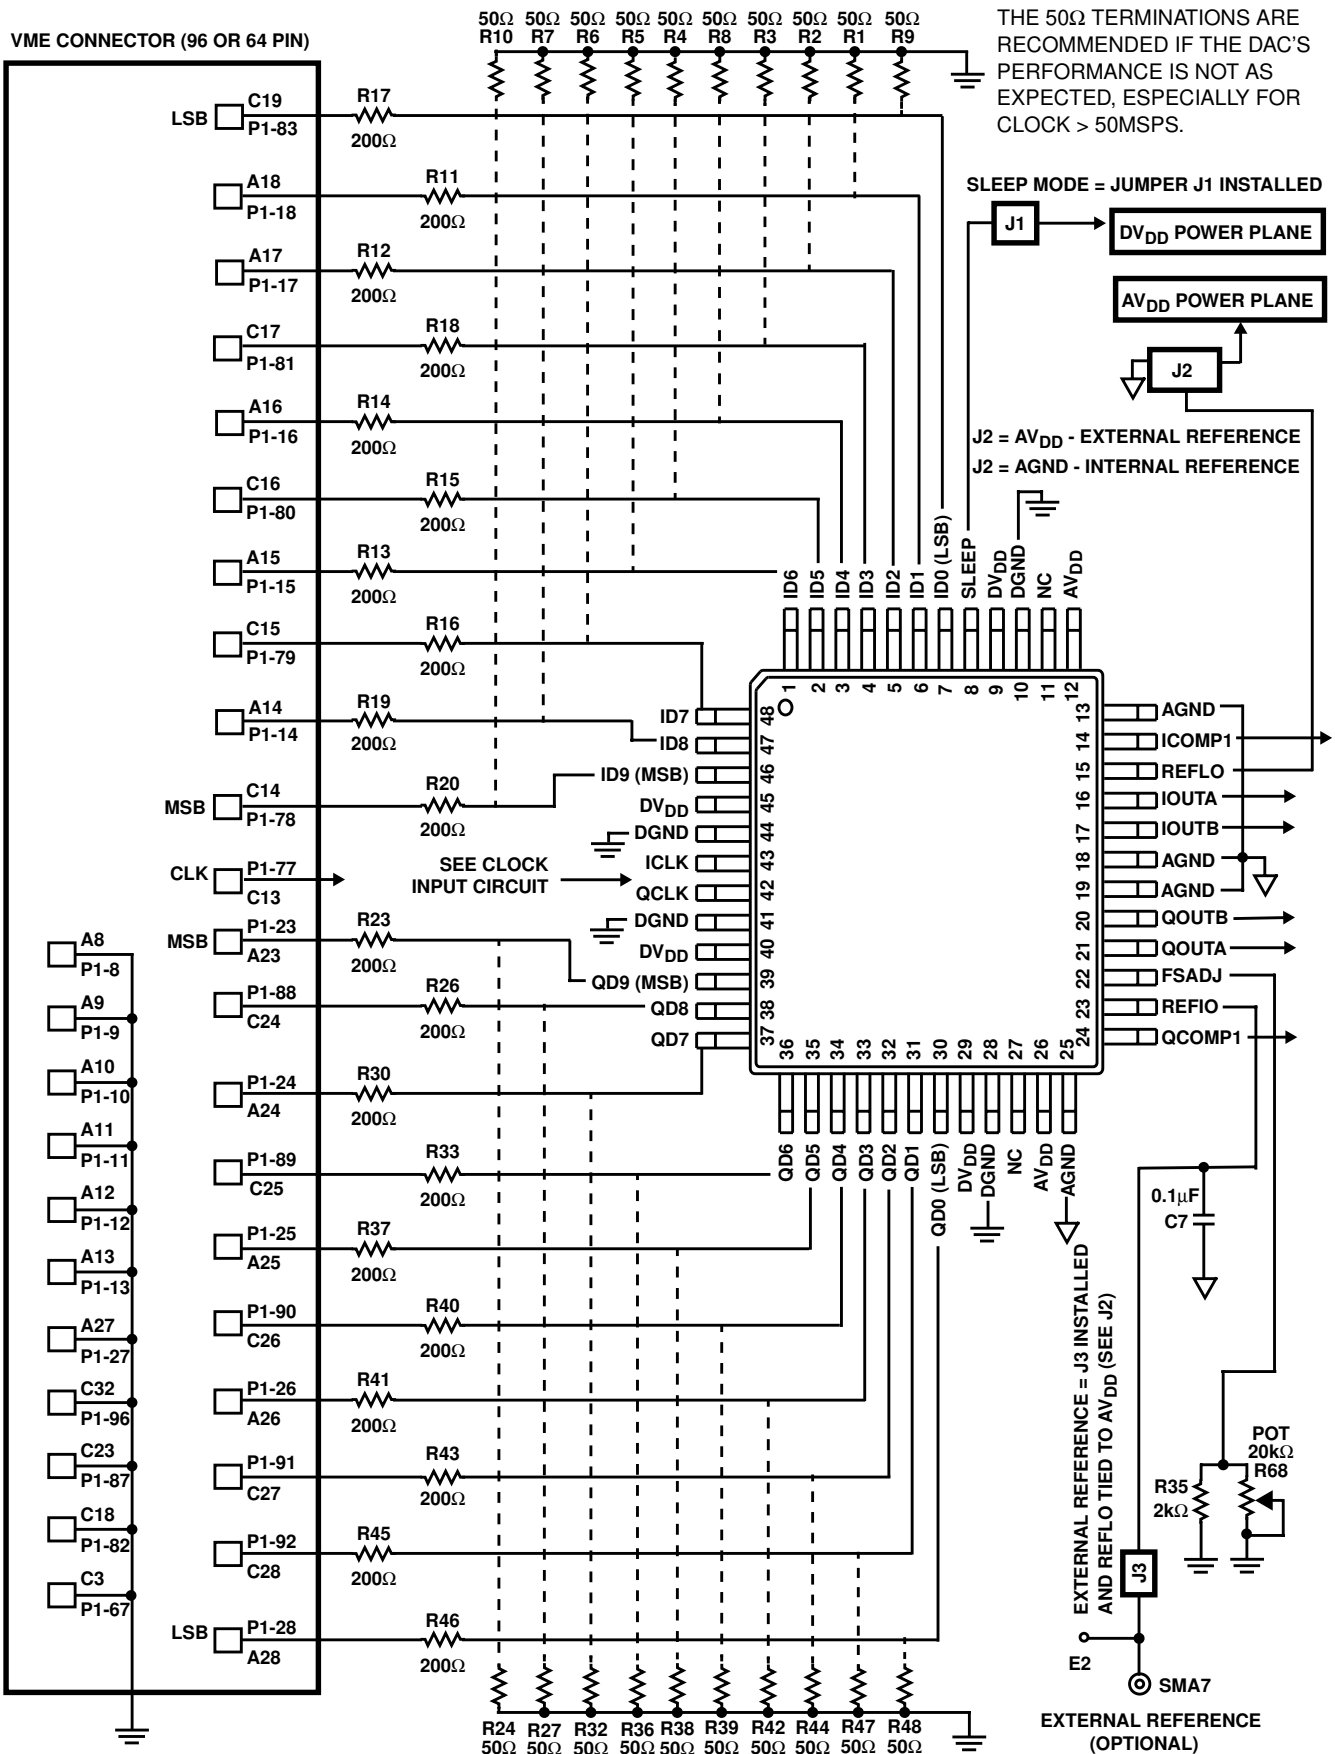 50Ω 50Ω 50Ω 50Ω 50Ω 50Ω 50Ω 50Ω 50Ω 50Ω
R10 R7 R6 R5 R4 R8 R3 R2 R1 R9
THE 50Ω TERMINATIONS ARE
RECOMMENDED IF THE DAC'S
PERFORMANCE IS NOT AS
EXPECTED, ESPECIALLY FOR
CLOCK > 50MSPS.
VME CONNECTOR (96 OR 64 PIN)
LSB
C19
P1-83
R17
200Ω
A18
P1-18
R11
200Ω
A17
P1-17
R12
200Ω
C17
P1-81
R18
200Ω
A16
P1-16
R14
200Ω
C16
P1-80
R15
200Ω
A15
P1-15
R13
200Ω
C15
P1-79
R16
200Ω
A14
P1-14
R19
200Ω
MSB
C14
P1-78
R20
200Ω
CLK
P1-77
C13
SEE CLOCK
INPUT CIRCUIT
MSB
P1-23
A23
R23
200Ω
P1-88
C24
R26
200Ω
P1-24
A24
R30
200Ω
P1-89
C25
R33
200Ω
P1-25
A25
R37
200Ω
P1-90
C26
R40
200Ω
P1-26
A26
R41
200Ω
P1-91
C27
R43
200Ω
P1-92
C28
R45
200Ω
LSB
P1-28
A28
R46
200Ω
A8
P1-8
A9
P1-9
A10
P1-10
A11
P1-11
A12
P1-12
A13
P1-13
A27
P1-27
C32
P1-96
C23
P1-87
C18
P1-82
C3
P1-67
SLEEP MODE = JUMPER J1 INSTALLED
J1
DVDD POWER PLANE
AVDD POWER PLANE
J2
J2 = AVDD - EXTERNAL REFERENCE
J2 = AGND - INTERNAL REFERENCE
ID6 ID5 ID4 ID3 ID2 ID1 ID0 (LSB) SLEEP DVDD DGND NC AVDD
1 2 3 4 5 6 7 8 9 10 11 12
ID7 48
ID8 47
ID9 (MSB) 46
DVDD 45
DGND 44
ICLK 43
QCLK 42
DGND 41
DVDD 40
QD9 (MSB) 39
QD8 38
QD7 37
13 AGND
14 ICOMP1
15 REFLO
16 IOUTA
17 IOUTB
18 AGND
19 AGND
20 QOUTB
21 QOUTA
22 FSADJ
23 REFIO
24 QCOMP1
36 35 34 33 32 31 30 29 28 27 26 25
QD6 QD5 QD4 QD3 QD2 QD1 QD0 (LSB) DVDD DGND NC AVDD AGND
0.1μF
C7
EXTERNAL REFERENCE = J3 INSTALLED
AND REFLO TIED TO AVDD (SEE J2)
POT
20kΩ
R68
R35
2kΩ
J3
E2
SMA7
EXTERNAL REFERENCE
(OPTIONAL)
R24 R27 R32 R36 R38 R39 R42 R44 R47 R48
50Ω 50Ω 50Ω 50Ω 50Ω 50Ω 50Ω 50Ω 50Ω 50Ω